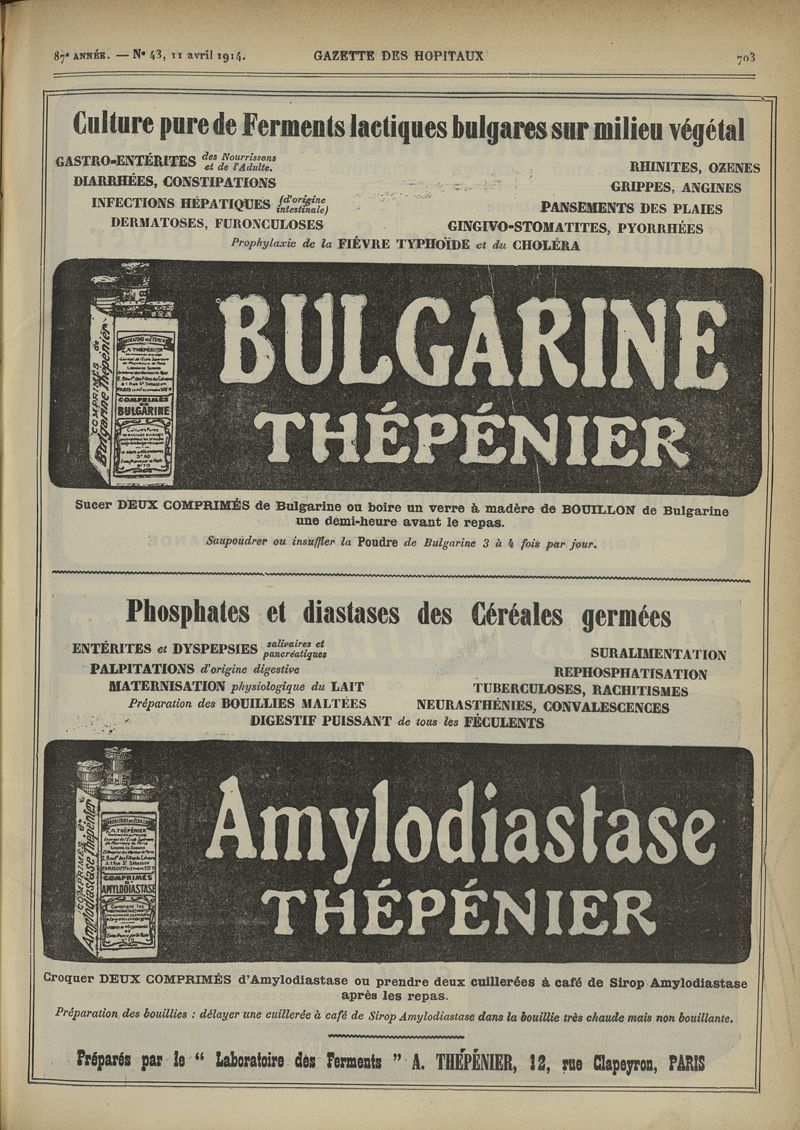 87e ANNÉE. — No 43, 11 avril 1914.
GAZETTE DES HOPITAUX
703
Culture pure de Ferments lactiques bulgares sur milieu végétal
GASTRO-ENTÉRITES des Nourrissons et de l'Adulte.
RHINITES, OZENES
DIARRHÉES, CONSTIPATIONS
GRIPPES, ANGINES
INFECTIONS HÉPATIQUES (d'origine intestinale)
PANSEMENTS DES PLAIES
DERMATOSES, FURONCULOSES
GINGIVO-STOMATITES, PYORRHÉES
Prophylaxie de la FIÉVRE TYPHOÏDE et du CHOLÉRA
COMPRIMÉS de
Bulgarine Thépénier
COMPRIMÉS
BULGARINE
BULGARINE
THÉPÉNIER
Sucer DEUX COMPRIMÉS de Bulgarine ou boire un verre à madère de BOUILLON de Bulgarine
une demi-heure avant le repas.
Saupoudrer ou insuffler la Poudre de Bulgarine 3 à 4 fois par jour.
Phosphates et diastases des Céréales germées
ENTÉRITES et DYSPEPSIES salivaires et pancréatiques
SURALIMENTATION
PALPITATIONS d'origine digestive
REPHOSPHATISATION
MATERNISATION physiologique du LAIT
TUBERCULOSES, RACHITISMES
Préparation des BOUILLIES MALTÉES
NEURASTHÉNIES, CONVALESCENCES
DIGESTIF PUISSANT de tous les FÉCULENTS
COMPRIMÉS d'
Amylodiastase Thépénier
COMPRIMÉS
AMYLODIASTASE
Amylodiastase
THÉPÉNIER
Croquer DEUX COMPRIMÉS d'Amylodiastase ou prendre deux cuillerées à café de Sirop Amylodiastase
après les repas.
Préparation des bouillies : délayer une cuillerée à café de Sirop Amylodiastase dans la bouillie très chaude mais non bouillante.
Préparés par le “ Laboratoire des Ferments ” A. THÉPÉNIER, 12, rue Clapeyron, PARIS